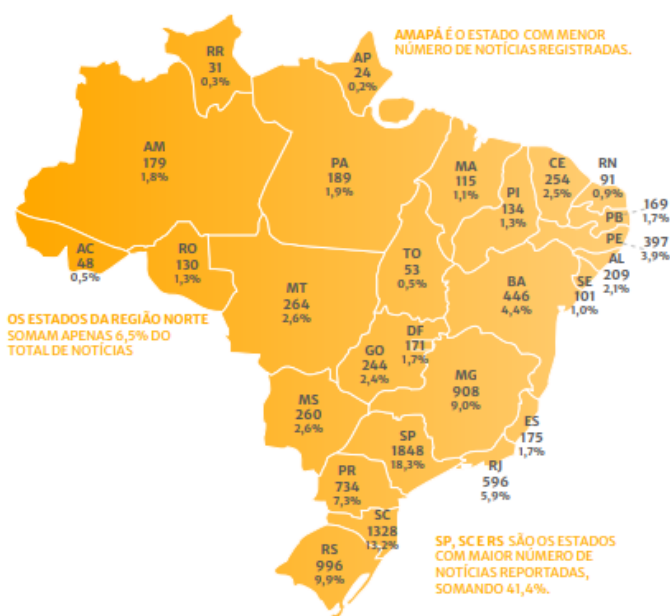 AMAPÁ É O ESTADO COM MENOR
NÚMERO DE NOTÍCIAS REGISTRADAS.
RR
31
0,3%
AP
24
0,2%
AM
179
1,8%
PA
189
1,9%
MA
115
1,1%
PI
134
1,3%
CE
254
2,5%
RN
91
0,9%
PB
169
1,7%
PE
397
3,9%
AL
209
2,1%
SE
101
1,0%
AC
48
0,5%
RO
130
1,3%
TO
53
0,5%
MT
264
2,6%
BA
446
4,4%
OS ESTADOS DA REGIÃO NORTE
SOMAM APENAS 6,5% DO
TOTAL DE NOTÍCIAS
DF
171
1,7%
GO
244
2,4%
MG
908
9,0%
MS
260
2,6%
ES
175
1,7%
SP
1848
18,3%
RJ
596
5,9%
PR
734
7,3%
SC
1328
13,2%
RS
996
9,9%
SP, SC E RS SÃO OS ESTADOS
COM MAIOR NÚMERO DE
NOTÍCIAS REPORTADAS,
SOMANDO 41,4%.